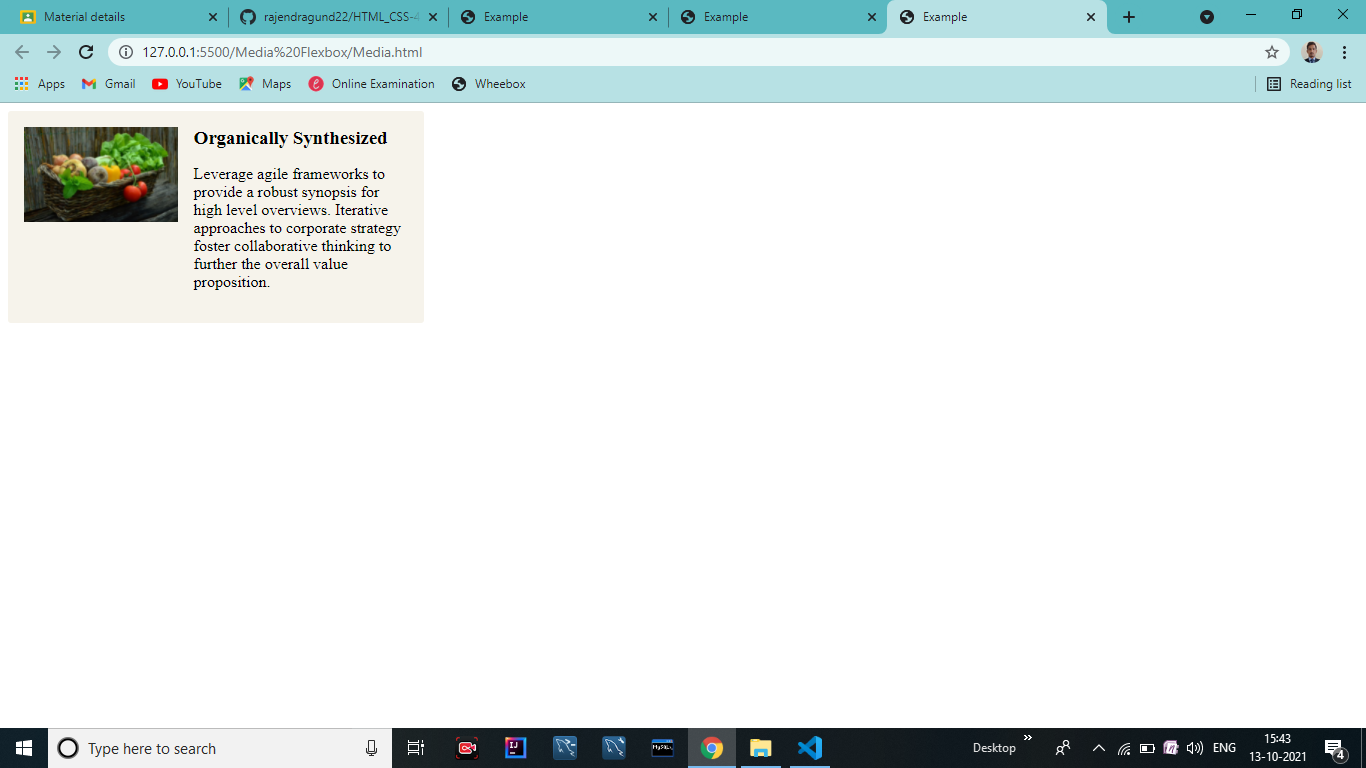 Material details
rajendragund22/HTML_CSS-4
Example
Example
Example
127.0.0.1:5500/Media%20Flexbox/Media.html
Apps
Gmail
YouTube
Maps
Online Examination
Wheebox
Reading list
Organically Synthesized
Leverage agile frameworks to
provide a robust synopsis for
high level overviews. Iterative
approaches to corporate strategy
foster collaborative thinking to
further the overall value
proposition.
Type here to search
IJ
MySQL
Desktop
ENG
15:43
13-10-2021
4